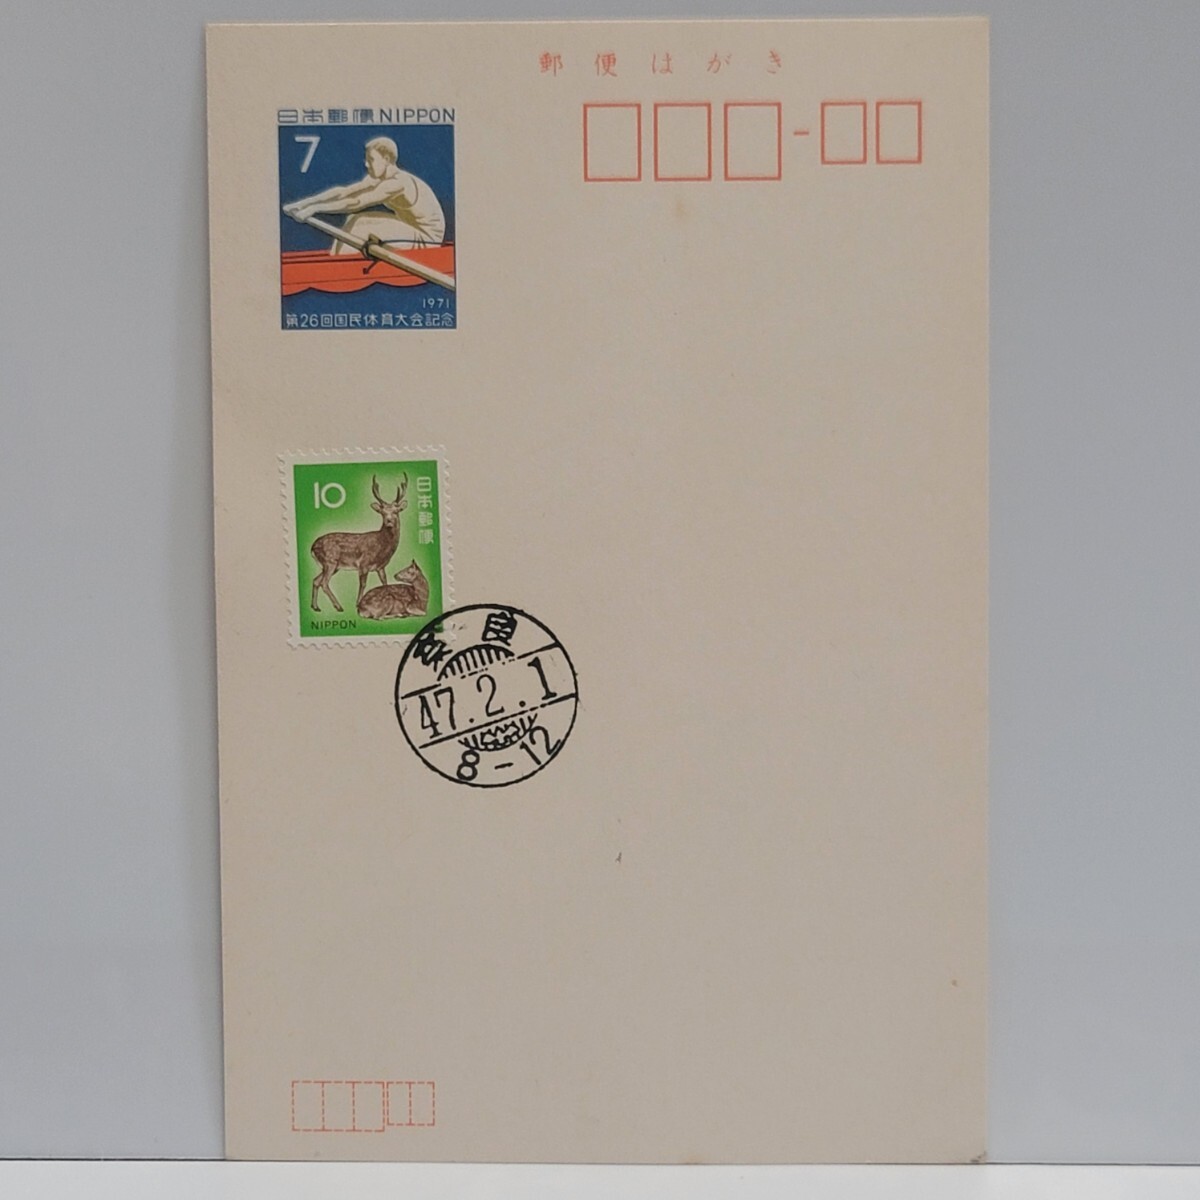 郵便はがき
日本郵便 NIPPON
7
1971
第26回国民体育大会記念
10
日本郵便
NIPPON
47.2.1
8-12